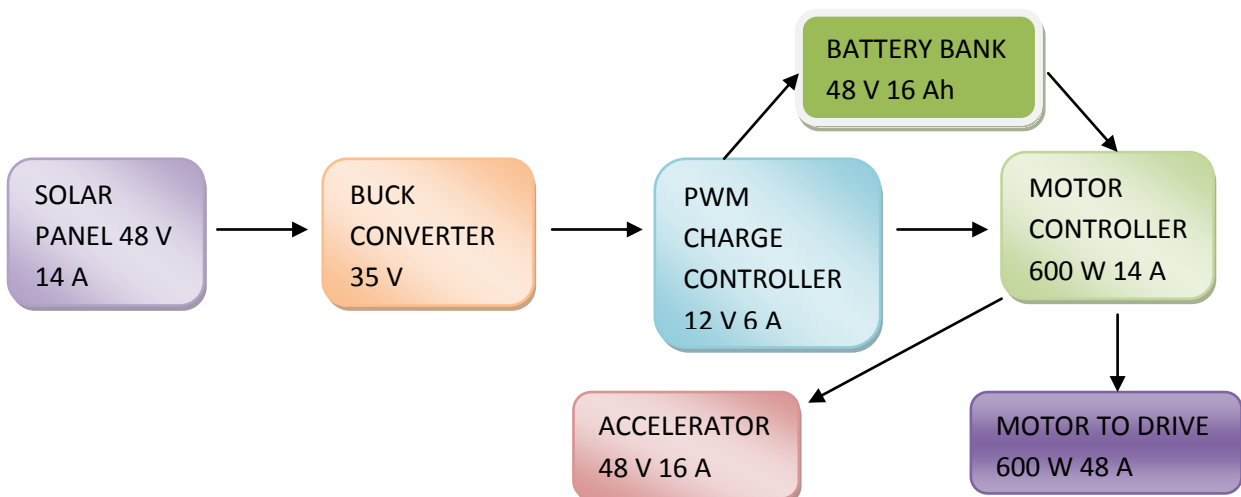 BATTERY BANK
48 V 16 Ah
SOLAR
PANEL 48 V
14 A
BUCK
CONVERTER
35 V
PWM
CHARGE
CONTROLLER
12 V 6 A
MOTOR
CONTROLLER
600 W 14 A
ACCELERATOR
48 V 16 A
MOTOR TO DRIVE
600 W 48 A